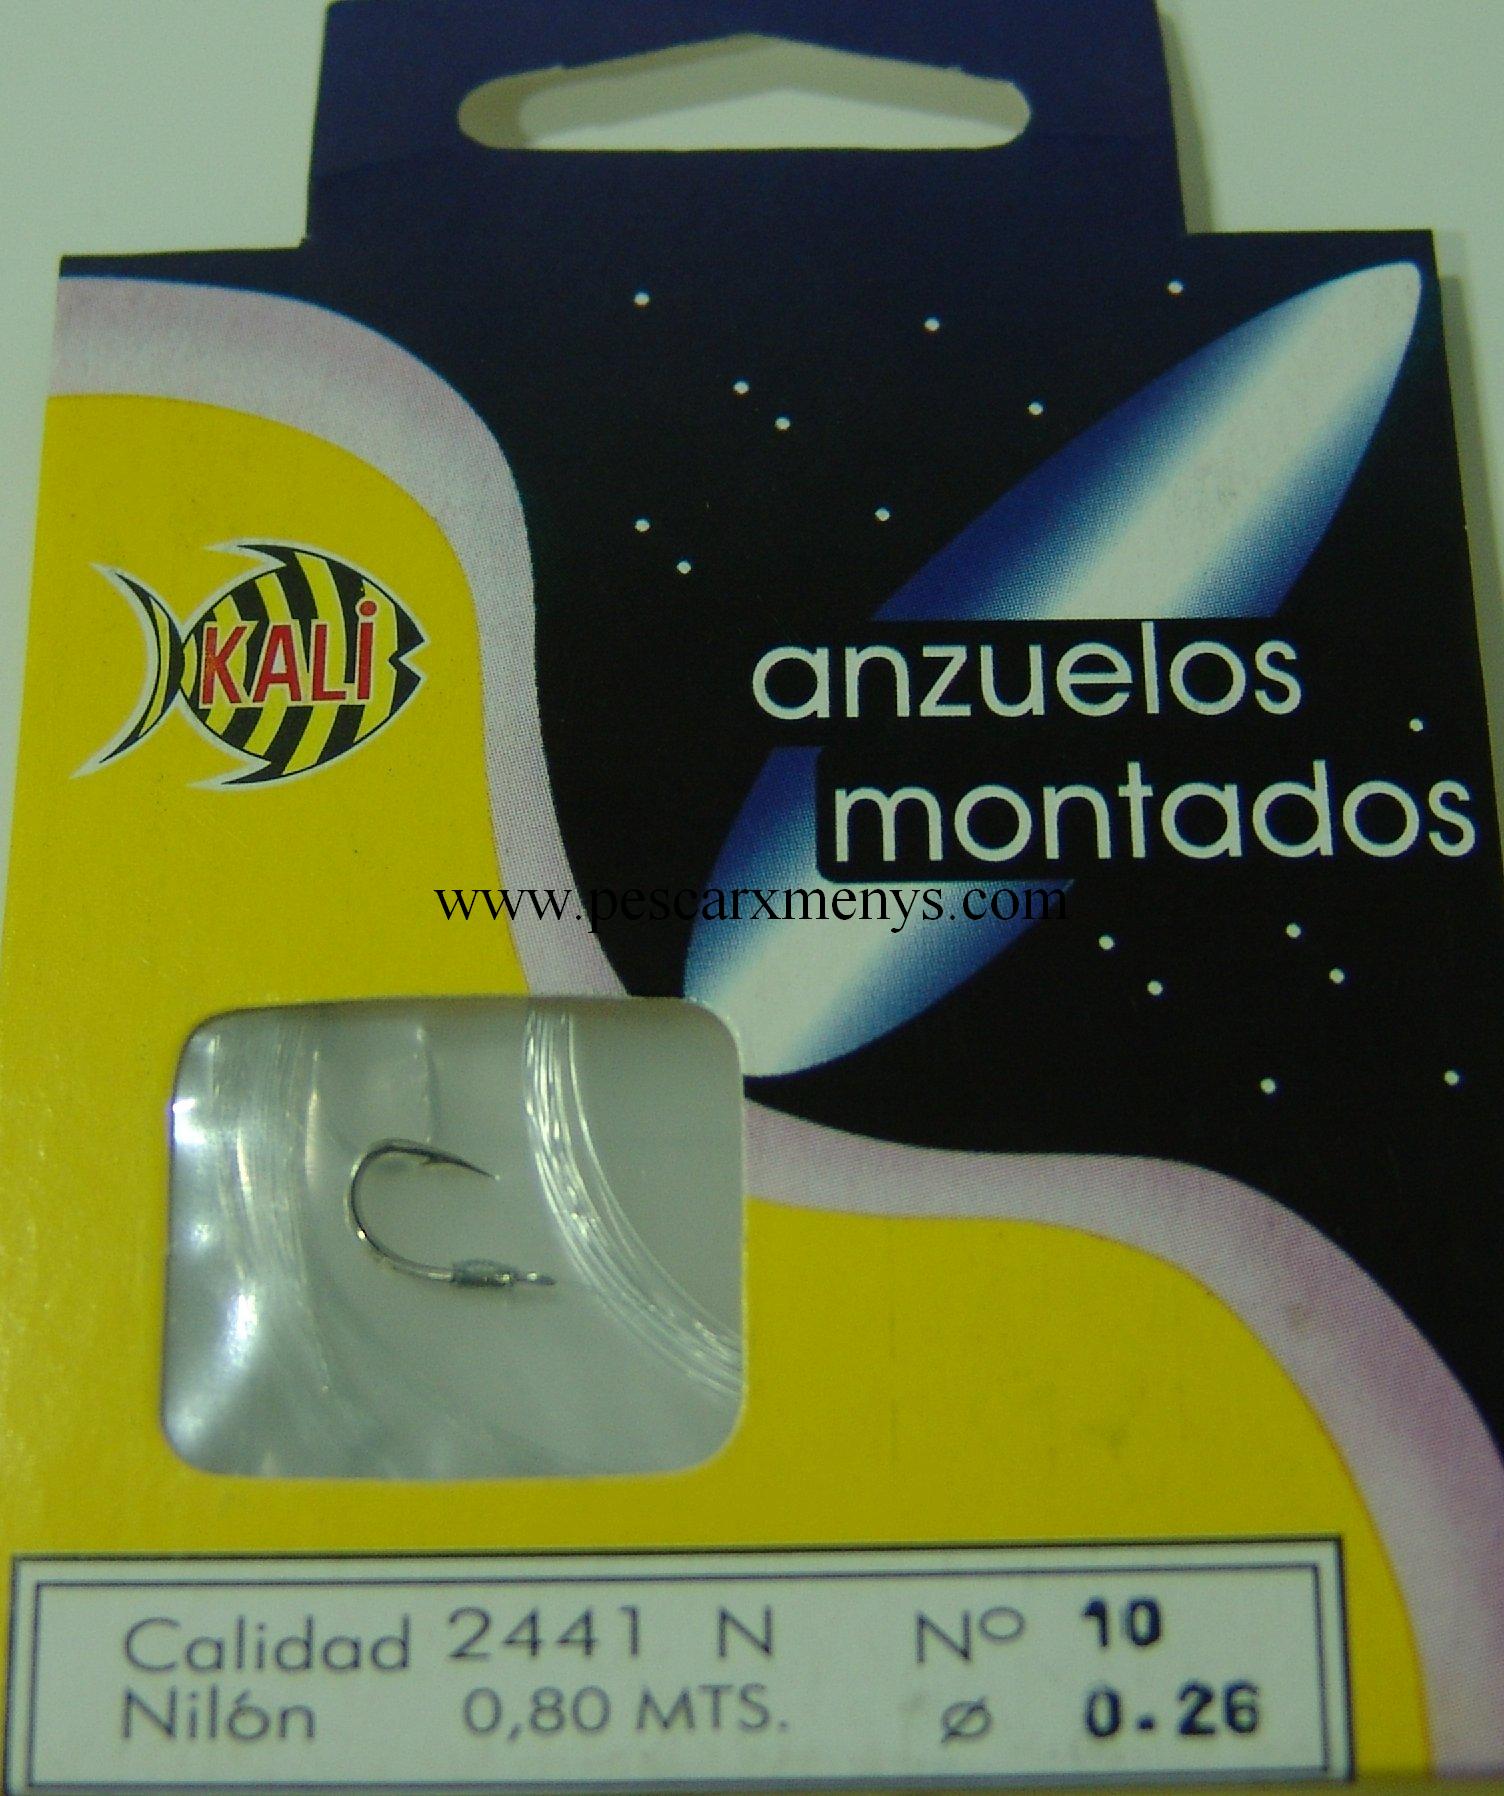 KALi
anzuelos
montados
www.pescarxmenys.com
Calidad 2441 N Nº 10
Nilón 0,80 MTS. ø 0.26